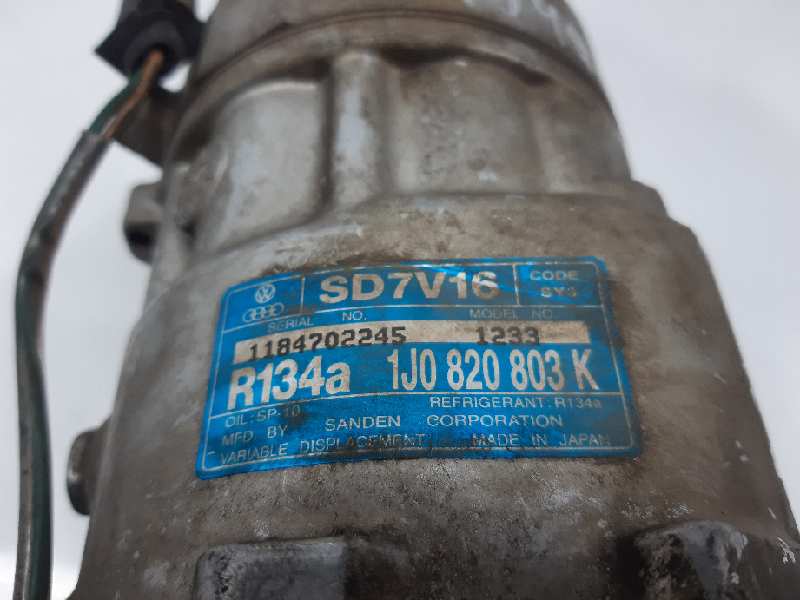 SD7V16 CODE
SERIAL NO. MODEL NO.
1184702245 1233
R134a 1J0 820 803 K
OIL: SP-10 REFRIGERANT: R134a
MFD BY SANDEN CORPORATION
VARIABLE DISPLACEMENT MADE IN JAPAN